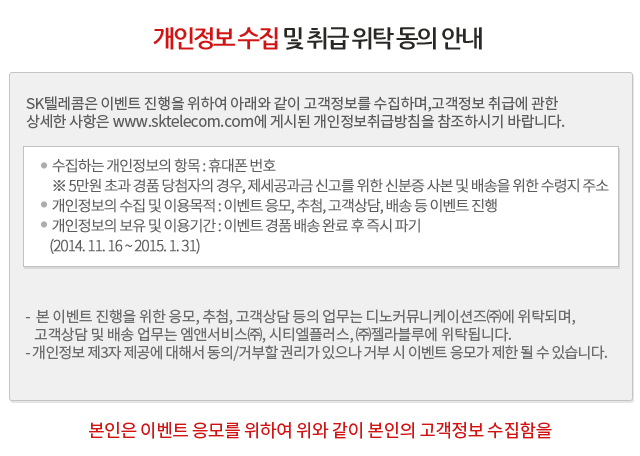 개인정보 수집 및 취급 위탁 동의 안내
SK텔레콤은 이벤트 진행을 위하여 아래와 같이 고객정보를 수집하며,고객정보 취급에 관한
상세한 사항은 www.sktelecom.com에 게시된 개인정보취급방침을 참조하시기 바랍니다.
● 수집하는 개인정보의 항목 : 휴대폰 번호
※ 5만원 초과 경품 당첨자의 경우, 제세공과금 신고를 위한 신분증 사본 및 배송을 위한 수령지 주소
● 개인정보의 수집 및 이용목적 : 이벤트 응모, 추첨, 고객상담, 배송 등 이벤트 진행
● 개인정보의 보유 및 이용기간 : 이벤트 경품 배송 완료 후 즉시 파기
(2014. 11. 16 ~ 2015. 1. 31)
- 본 이벤트 진행을 위한 응모, 추첨, 고객상담 등의 업무는 디노커뮤니케이션즈㈜에 위탁되며,
고객상담 및 배송 업무는 엠앤서비스㈜, 시티엘플러스, ㈜젤라블루에 위탁됩니다.
- 개인정보 제3자 제공에 대해서 동의/거부할 권리가 있으나 거부 시 이벤트 응모가 제한 될 수 있습니다.
본인은 이벤트 응모를 위하여 위와 같이 본인의 고객정보 수집함을